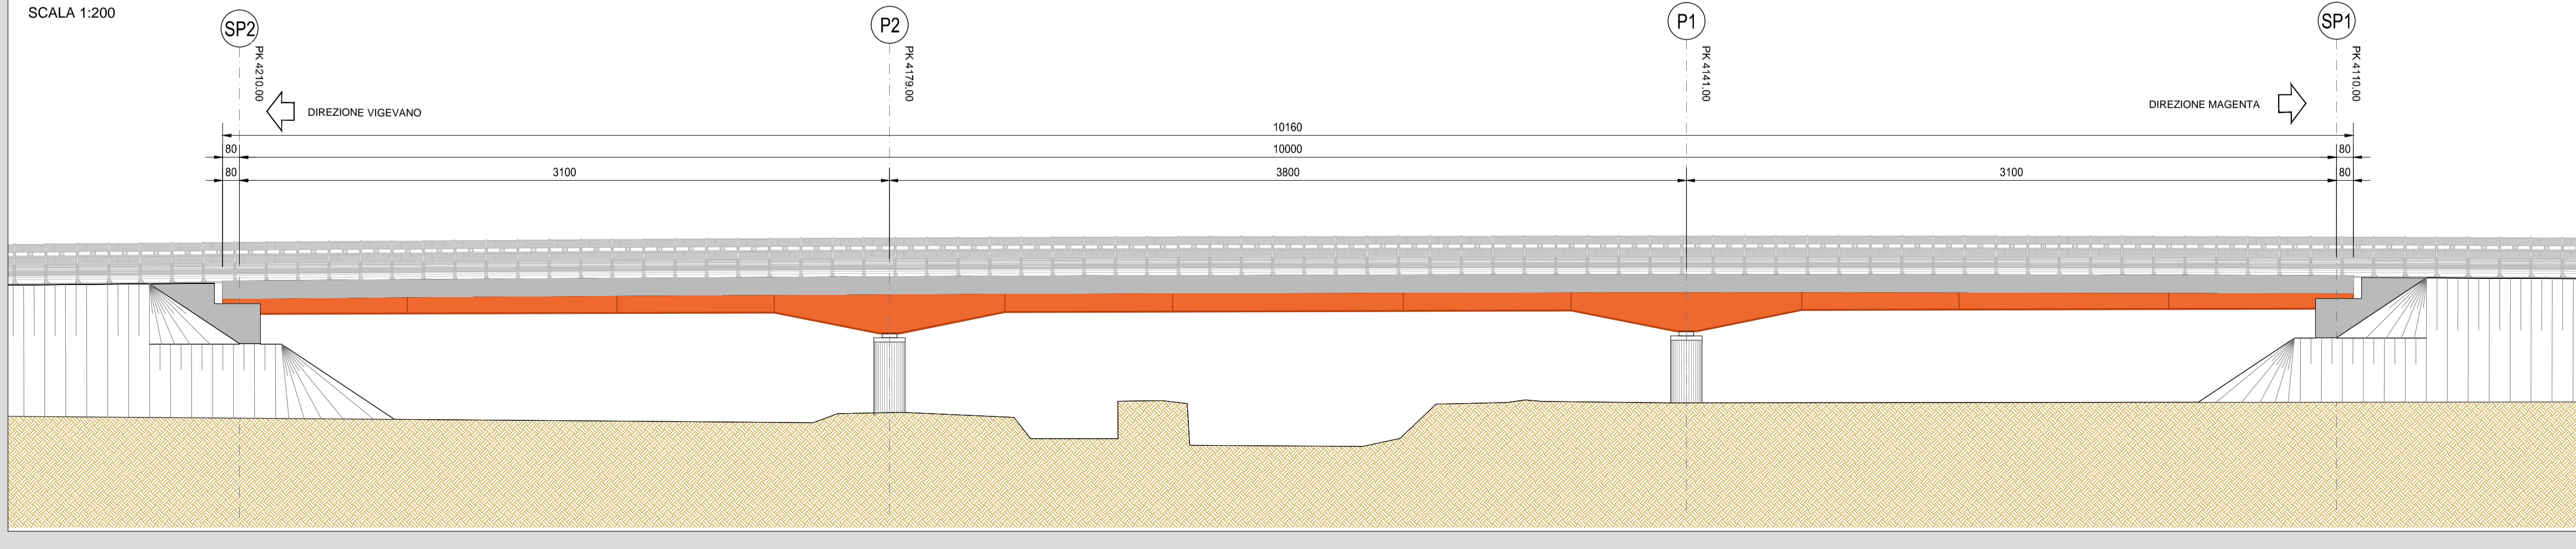 SCALA 1:200
SP2
P2
P1
SP1
PK 4210.00
PK 4179.00
PK 4141.00
PK 4110.00
DIREZIONE VIGEVANO
DIREZIONE MAGENTA
10160
80
10000
80
80
3100
3800
3100
80